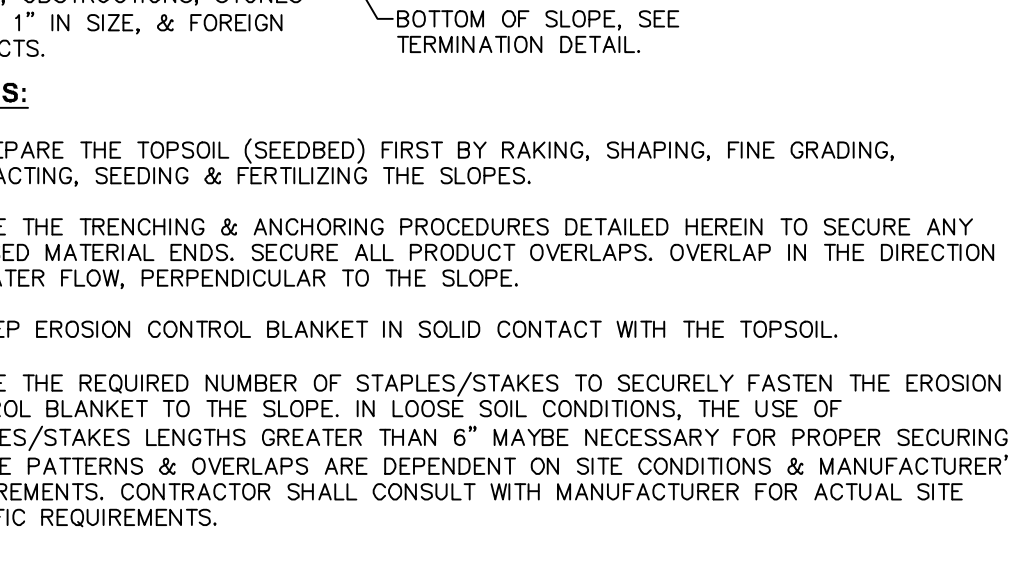 , OBSTRUCTIONS, STONES
1" IN SIZE, & FOREIGN
CTS.
BOTTOM OF SLOPE, SEE
TERMINATION DETAIL.
S:
EPARE THE TOPSOIL (SEEDBED) FIRST BY RAKING, SHAPING, FINE GRADING,
ACTING, SEEDING & FERTILIZING THE SLOPES.
E THE TRENCHING & ANCHORING PROCEDURES DETAILED HEREIN TO SECURE ANY
SED MATERIAL ENDS. SECURE ALL PRODUCT OVERLAPS. OVERLAP IN THE DIRECTION
ATER FLOW, PERPENDICULAR TO THE SLOPE.
EP EROSION CONTROL BLANKET IN SOLID CONTACT WITH THE TOPSOIL.
E THE REQUIRED NUMBER OF STAPLES/STAKES TO SECURELY FASTEN THE EROSION
ROL BLANKET TO THE SLOPE. IN LOOSE SOIL CONDITIONS, THE USE OF
ES/STAKES LENGTHS GREATER THAN 6" MAYBE NECESSARY FOR PROPER SECURING
E PATTERNS & OVERLAPS ARE DEPENDENT ON SITE CONDITIONS & MANUFACTURER'
REMENTS. CONTRACTOR SHALL CONSULT WITH MANUFACTURER FOR ACTUAL SITE
FIC REQUIREMENTS.